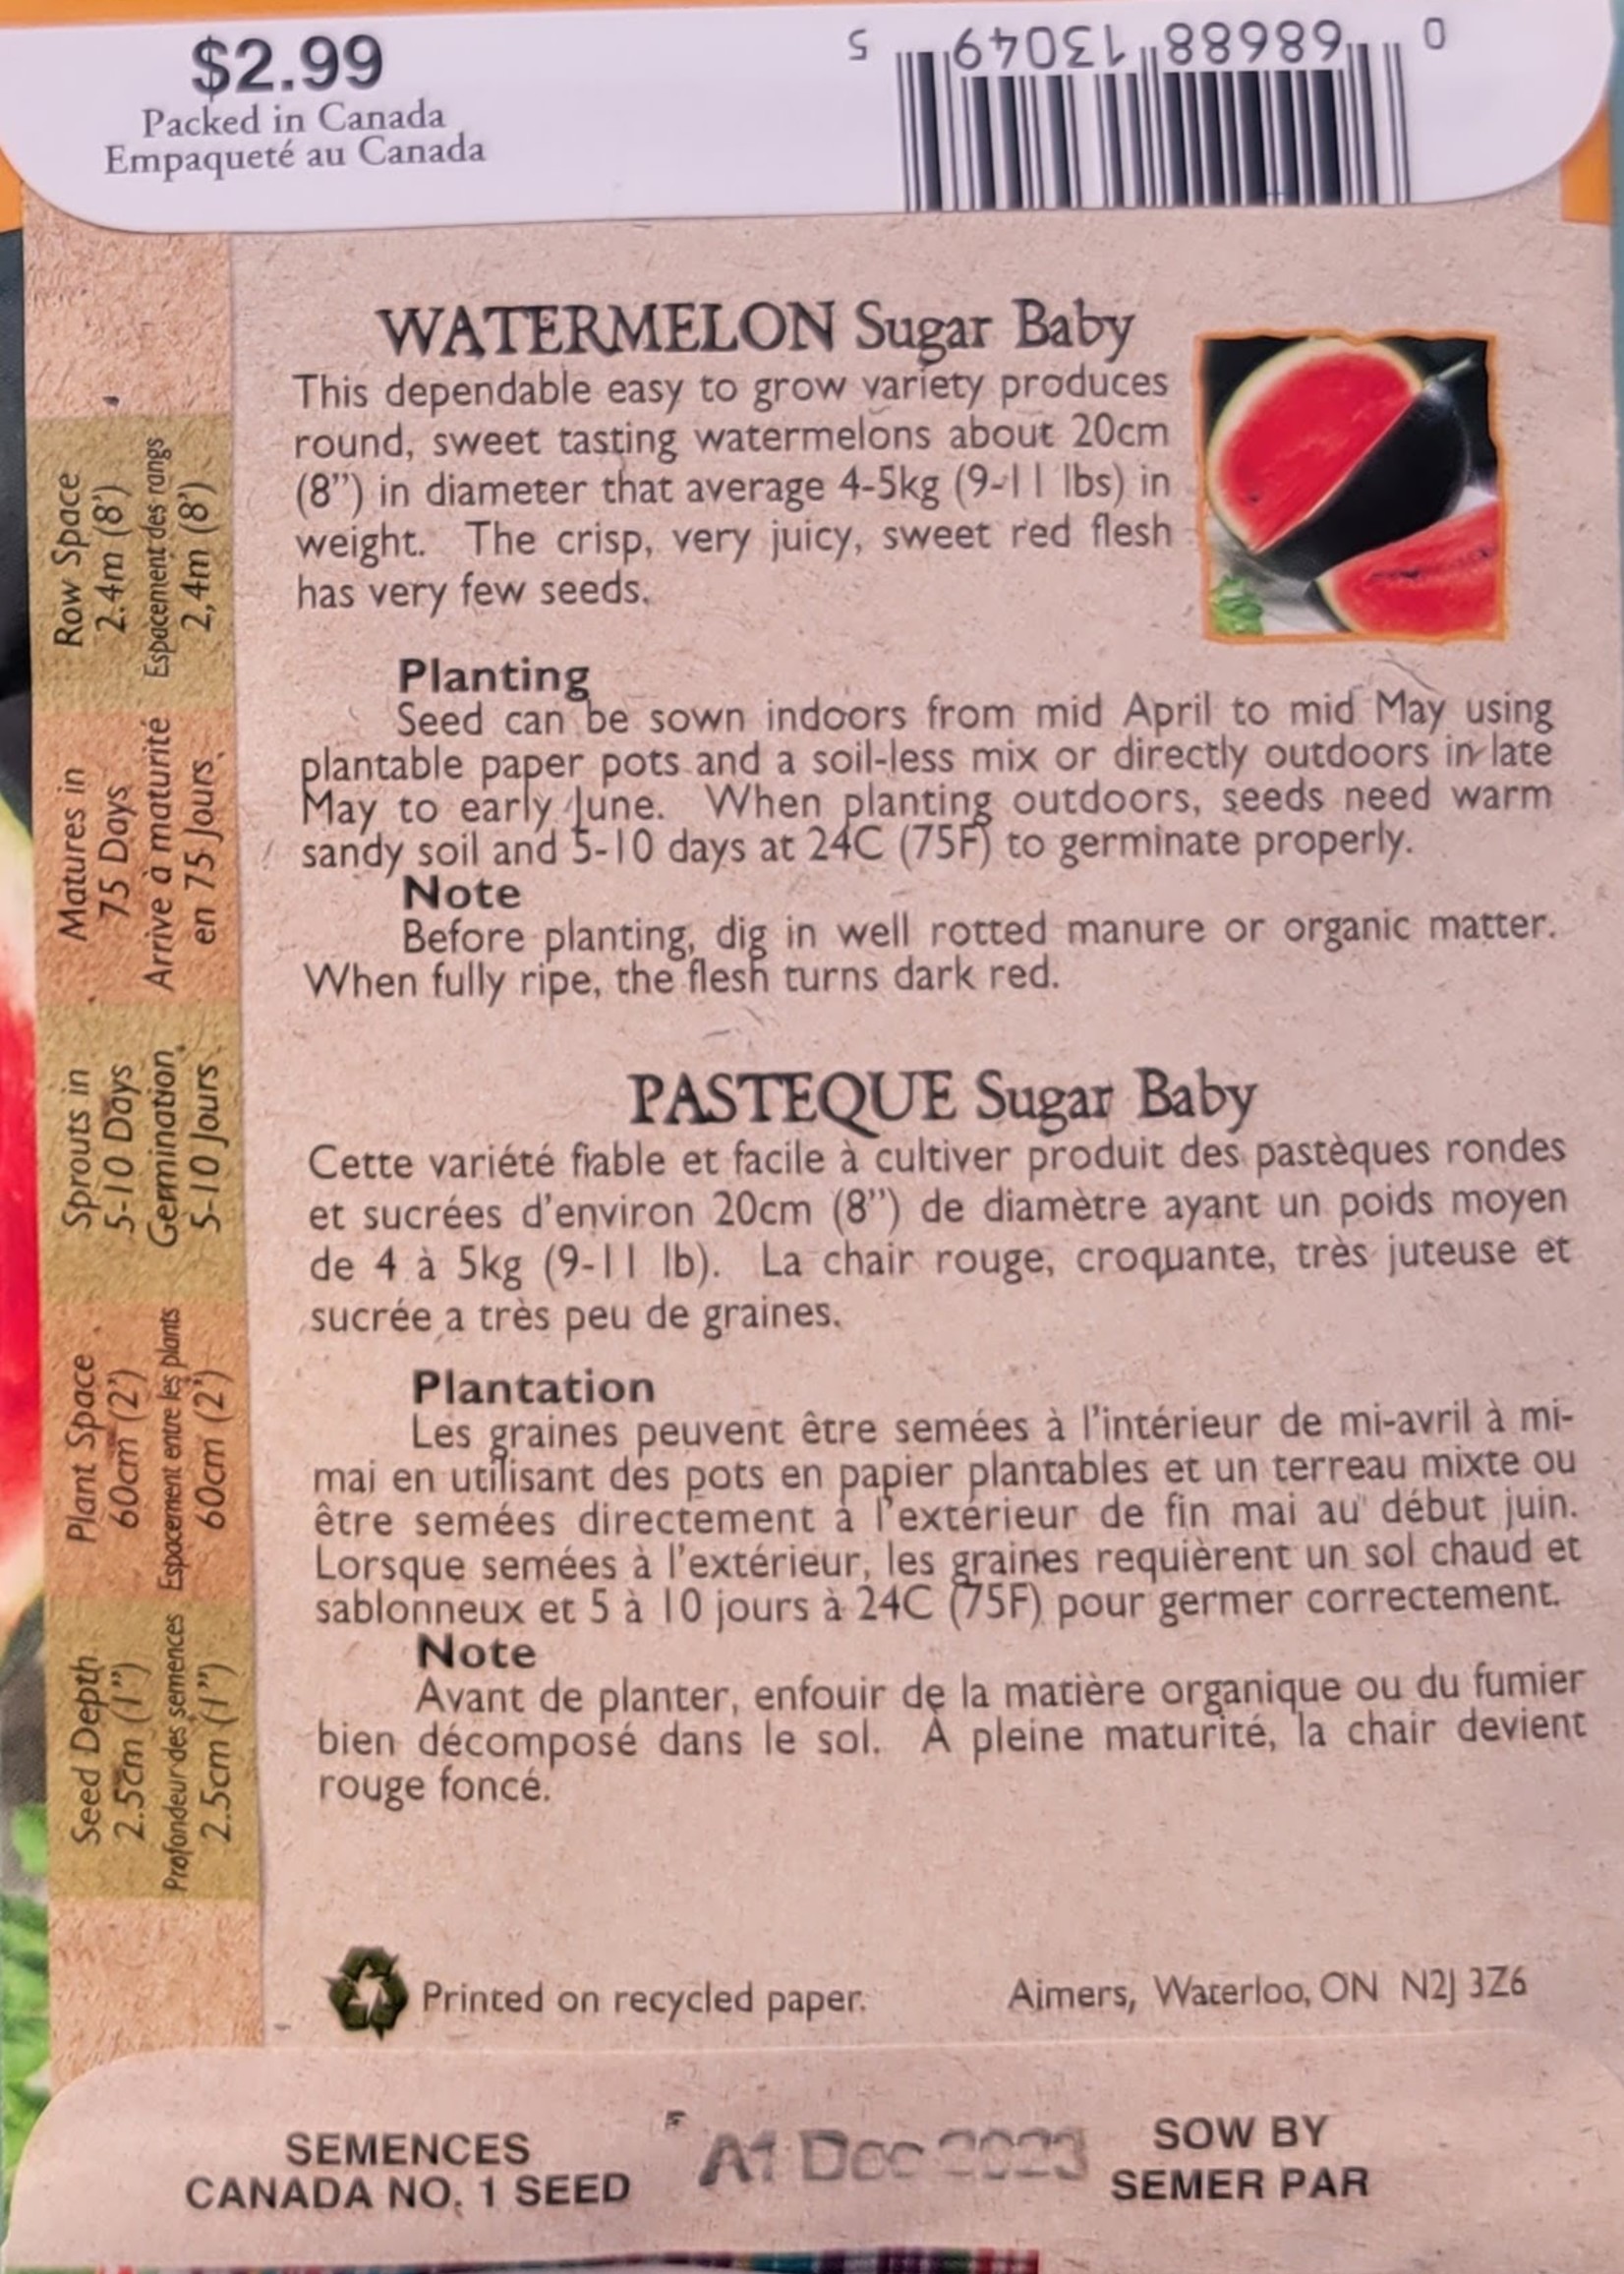 $2.99
Packed in Canada
Empaqueté au Canada
0 68688 13049 5
WATERMELON Sugar Baby
This dependable easy to grow variety produces
round, sweet tasting watermelons about 20cm
(8”) in diameter that average 4-5kg (9-11 lbs) in
weight. The crisp, very juicy, sweet red flesh
has very few seeds.
Planting
Seed can be sown indoors from mid April to mid May using
plantable paper pots and a soil-less mix or directly outdoors in late
May to early June. When planting outdoors, seeds need warm
sandy soil and 5-10 days at 24C (75F) to germinate properly.
Note
Before planting, dig in well rotted manure or organic matter.
When fully ripe, the flesh turns dark red.
PASTEQUE Sugar Baby
Cette variété fiable et facile à cultiver produit des pastèques rondes
et sucrées d'environ 20cm (8”) de diamètre ayant un poids moyen
de 4 à 5kg (9-11 lb). La chair rouge, croquante, très juteuse et
sucrée a très peu de graines.
Plantation
Les graines peuvent être semées à l'intérieur de mi-avril à mi-
mai en utilisant des pots en papier plantables et un terreau mixte ou
être semées directement à l'extérieur de fin mai au début juin.
Lorsque semées à l'extérieur, les graines requièrent un sol chaud et
sablonneux et 5 à 10 jours à 24C (75F) pour germer correctement.
Note
Avant de planter, enfouir de la matière organique ou du fumier
bien décomposé dans le sol. À pleine maturité, la chair devient
rouge foncé.
Seed Depth
2.5cm (1”)
Profondeur des semences
2.5cm (1”)
Plant Space
60cm (2’)
Espacement entre les plants
60cm (2’)
Sprouts in
5-10 Days
Germination
5-10 Jours
Matures in
75 Days
Arrive à maturité
en 75 Jours
Row Space
2.4m (8’)
Espacement des rangs
2,4m (8’)
Printed on recycled paper.
Aimers, Waterloo, ON N2J 3Z6
SEMENCES
CANADA NO. 1 SEED
A1 Dec 2023
SOW BY
SEMER PAR